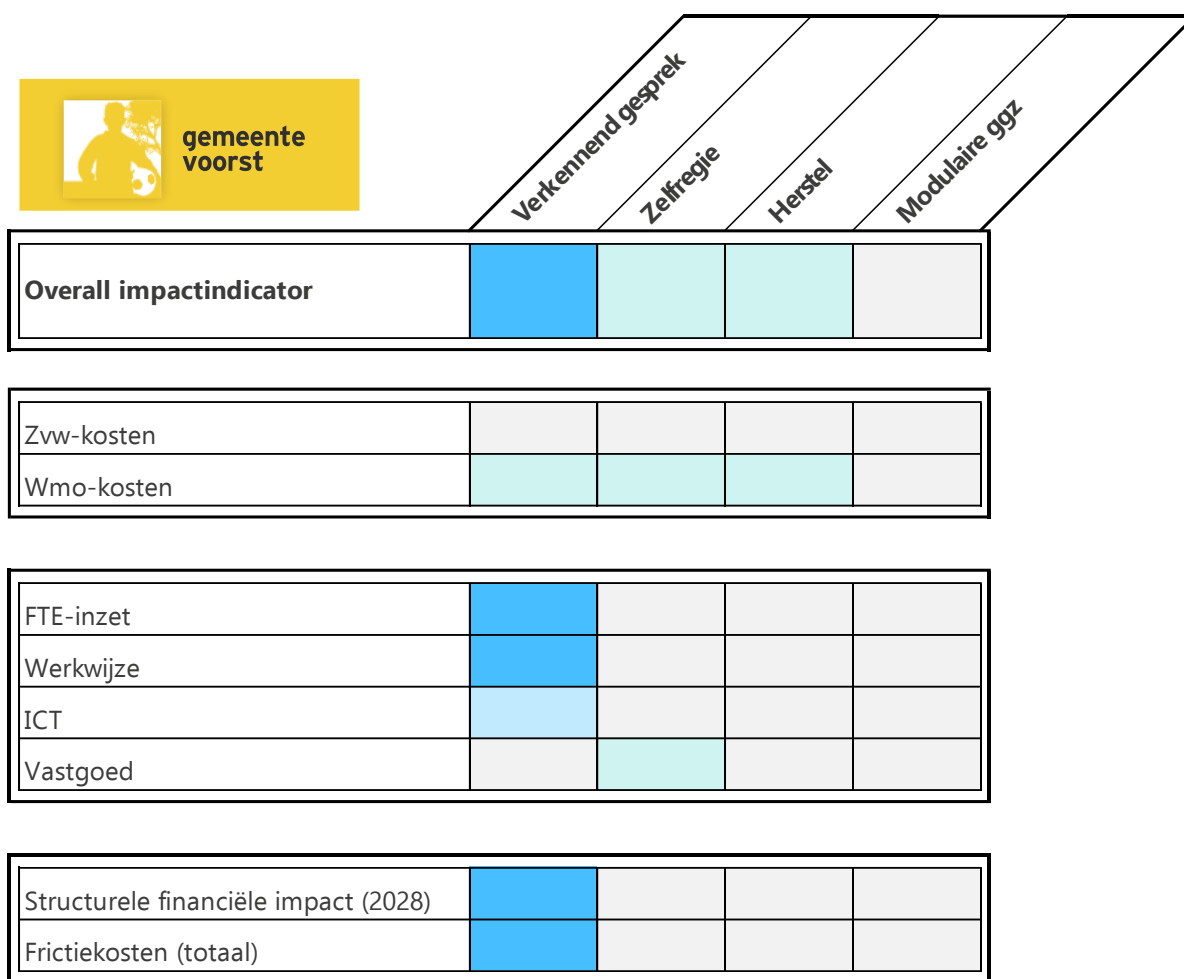 gemeente
voorst
Verkennend gesprek
Zelfregie
Herstel
Modulaire ggz
Overall impactindicator
Zvw-kosten
Wmo-kosten
FTE-inzet
Werkwijze
ICT
Vastgoed
Structurele financiële impact (2028)
Frictiekosten (totaal)